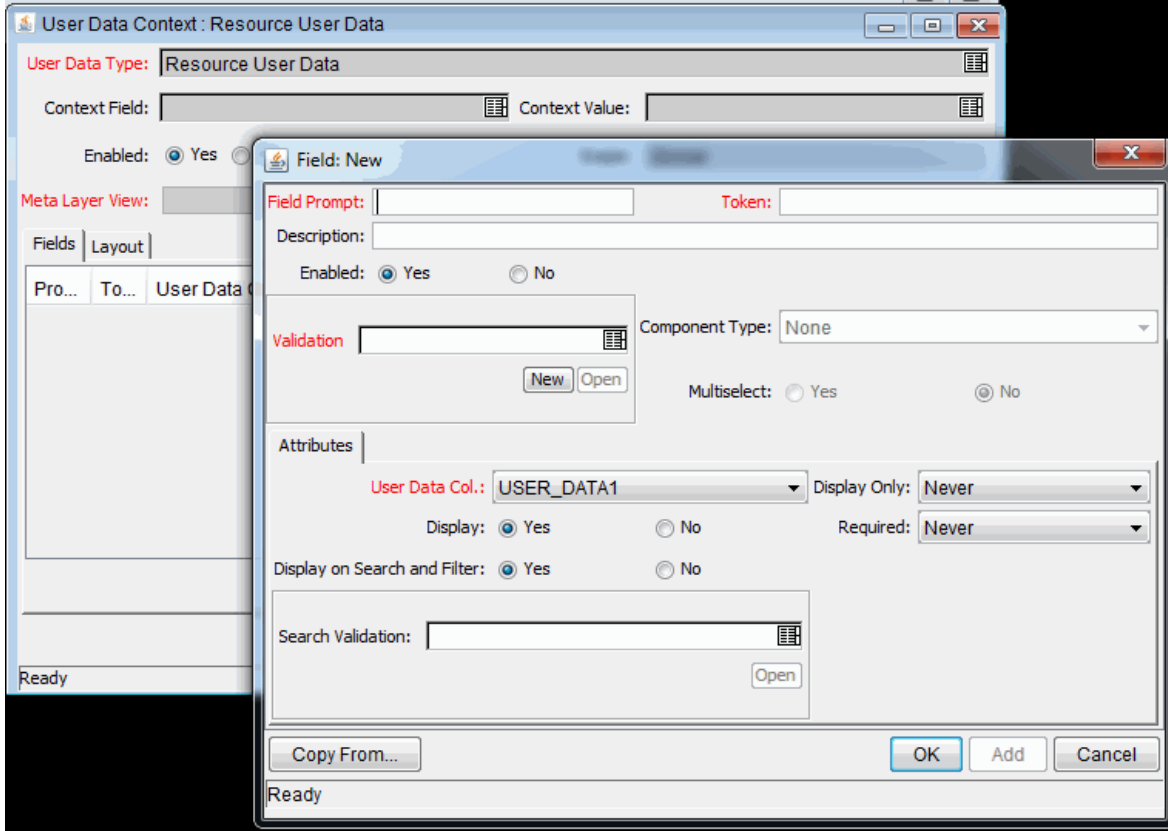 User Data Context : Resource User Data
User Data Type: Resource User Data
Context Field: Context Value:
Enabled: Yes
Meta Layer View:
Fields Layout
Pro... To... User Data
Ready
Field: New
Field Prompt: Token:
Description:
Enabled: Yes No
Validation Component Type: None
New Open
Multiselect: Yes No
Attributes
User Data Col.: USER_DATA1 Display Only: Never
Display: Yes No Required: Never
Display on Search and Filter: Yes No
Search Validation:
Open
Copy From... OK Add Cancel
Ready